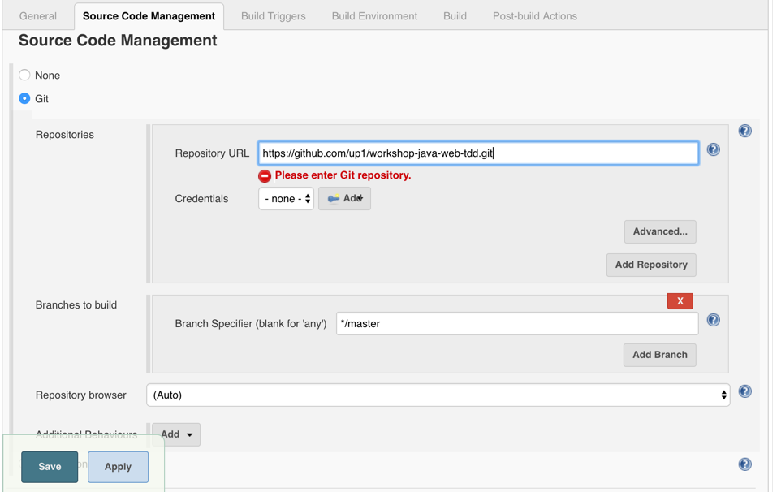 General Source Code Management Build Triggers Build Environment Build Post-build Actions
Source Code Management
None
Git
Repositories
Repository URL https://github.com/up1/workshop-java-web-tdd.git
Please enter Git repository.
Credentials - none - Add
Advanced...
Add Repository
Branches to build
X
Branch Specifier (blank for 'any') */master
Add Branch
Repository browser (Auto)
Additional Behaviours Add
Save Apply